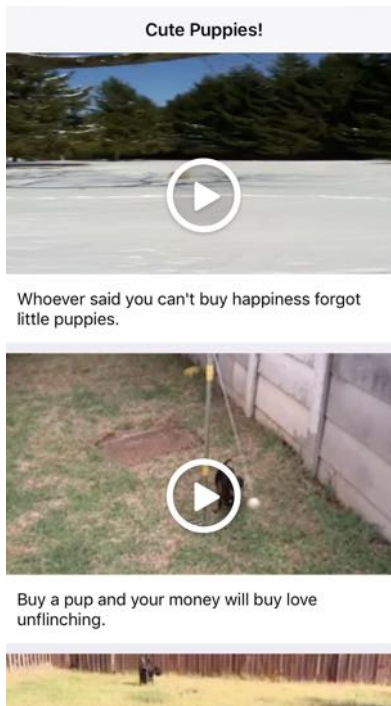 Cute Puppies!
Whoever said you can't buy happiness forgot
little puppies.
Buy a pup and your money will buy love
unflinching.